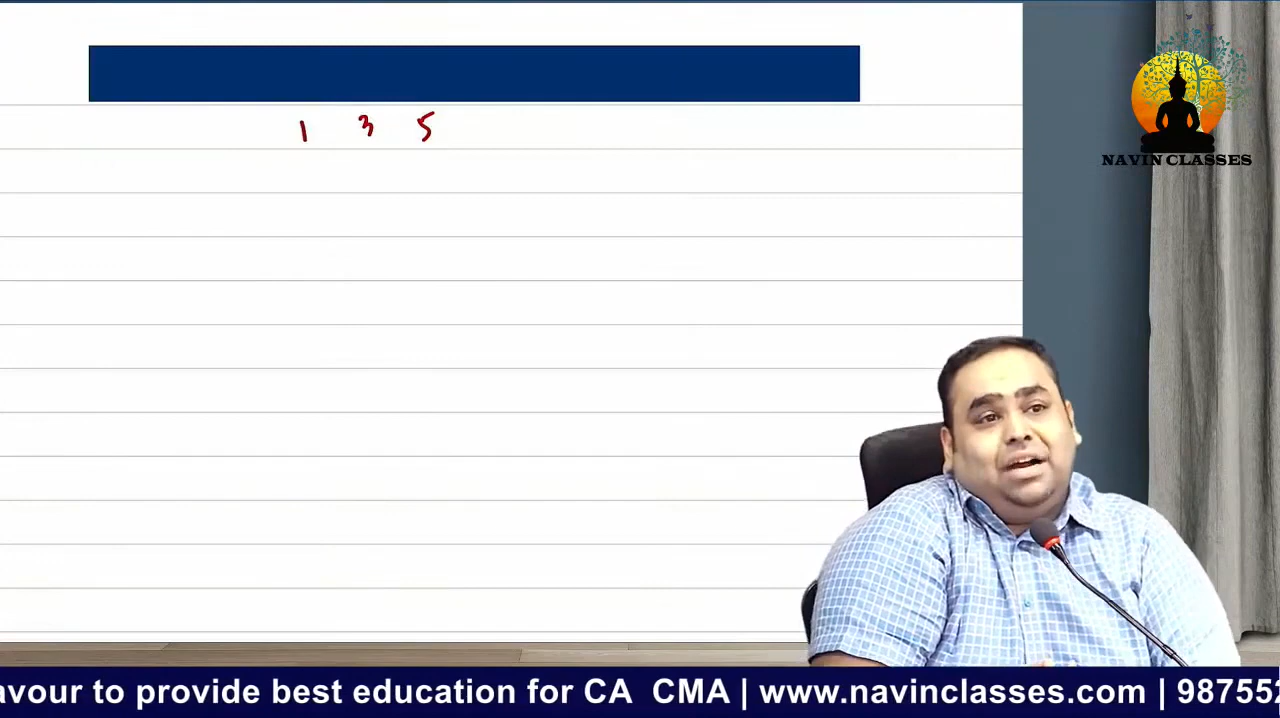 NAVIN CLASSES
1 3 5
avour to provide best education for CA CMA | www.navinclasses.com | 98755